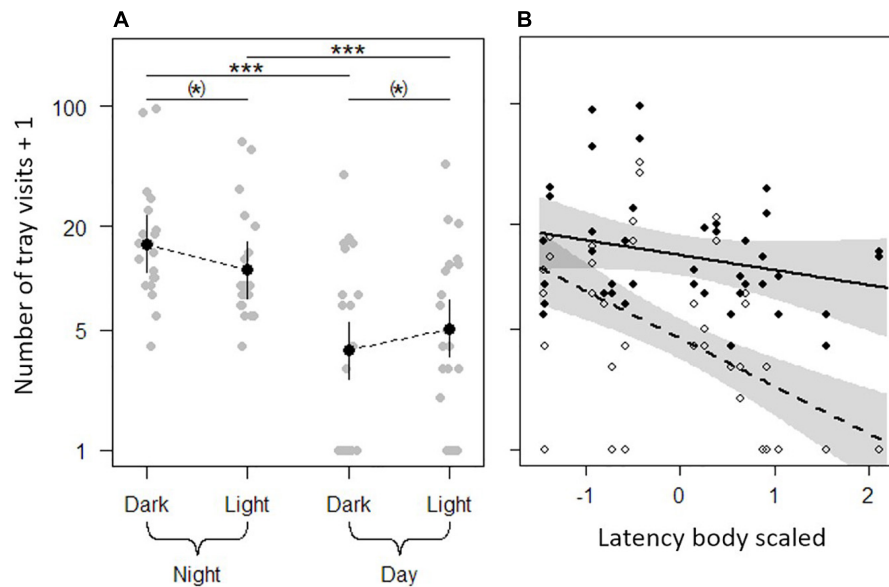 A
B
***
***
(*)
(*)
100
20
5
1
Number of tray visits + 1
Dark
Light
Dark
Light
Night
Day
-1
0
1
2
Latency body scaled